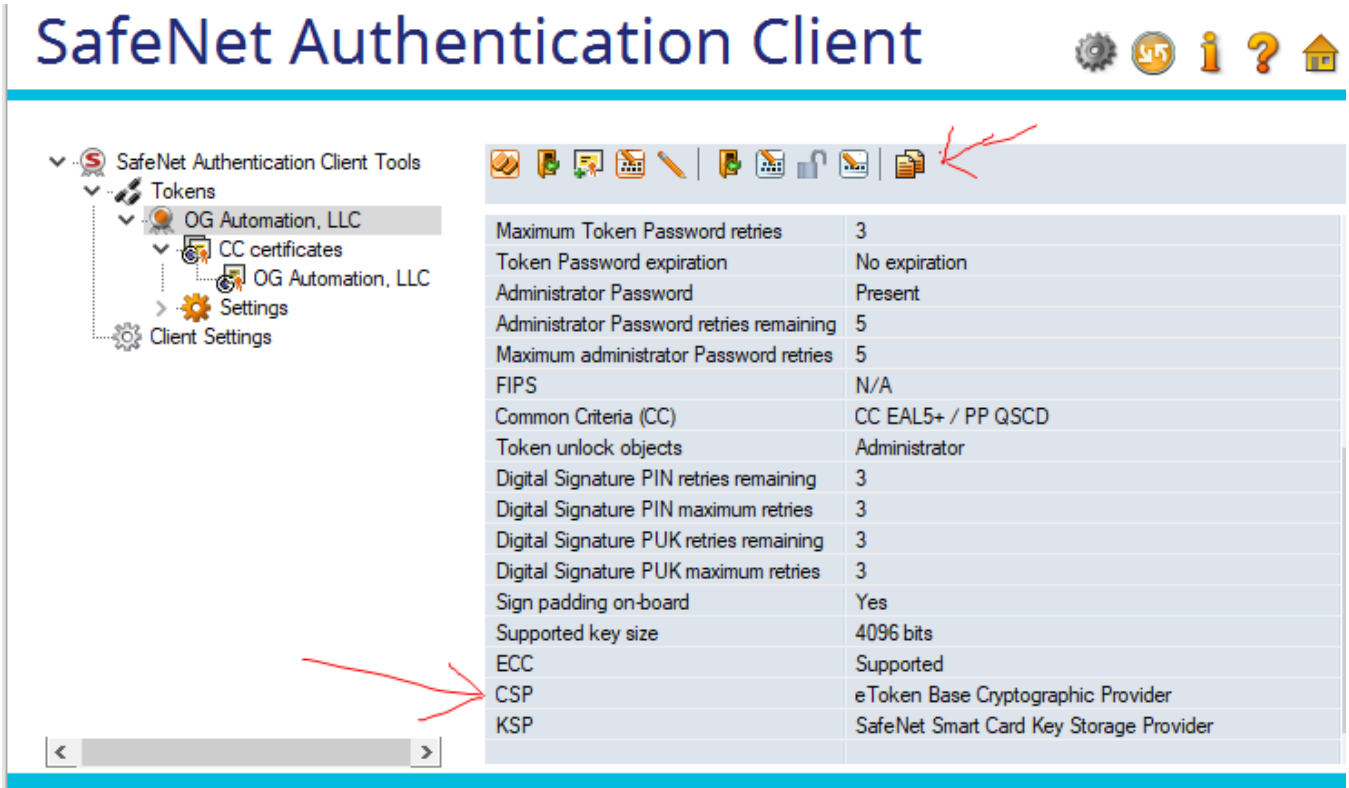 SafeNet Authentication Client
SafeNet Authentication Client Tools
Tokens
OG Automation, LLC
CC certificates
OG Automation, LLC
Settings
Client Settings
Maximum Token Password retries 3
Token Password expiration No expiration
Administrator Password Present
Administrator Password retries remaining 5
Maximum administrator Password retries 5
FIPS N/A
Common Criteria (CC) CC EAL5+ / PP QSCD
Token unlock objects Administrator
Digital Signature PIN retries remaining 3
Digital Signature PIN maximum retries 3
Digital Signature PUK retries remaining 3
Digital Signature PUK maximum retries 3
Sign padding on-board Yes
Supported key size 4096 bits
ECC Supported
CSP eToken Base Cryptographic Provider
KSP SafeNet Smart Card Key Storage Provider